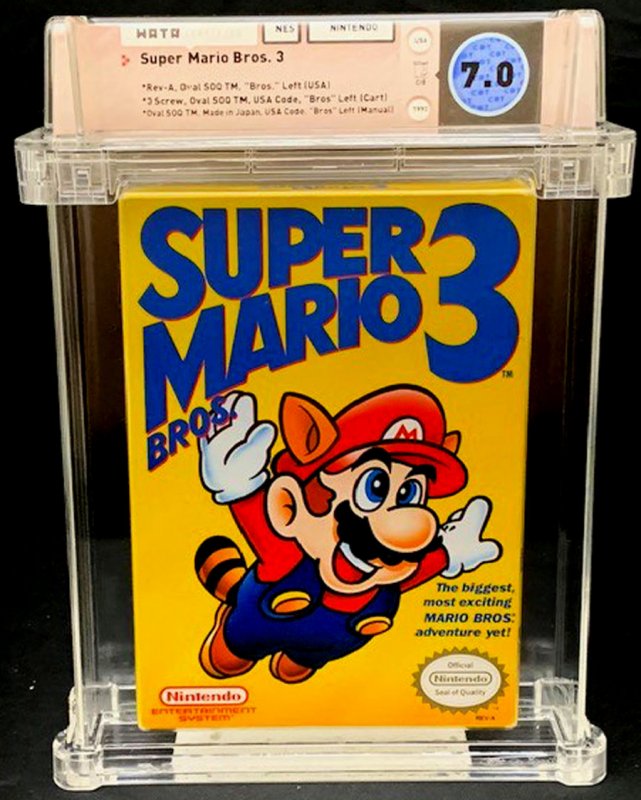 WATA
NES
NINTENDO
Super Mario Bros. 3
*Rev-A, Oval SOQ TM, "Bros." Left (USA)
*3 Screw, Oval SOQ TM, USA Code, "Bros" Left (Cart)
*Oval SOQ TM, Made in Japan, USA Code, "Bros" Left (Manual)
USA
CBT
7.0
SUPER
MARIO
BROS.
3
TM
M
The biggest,
most exciting
MARIO BROS.
adventure yet!
Official
Nintendo
Seal of Quality
REV-A
Nintendo
ENTERTAINMENT
SYSTEM